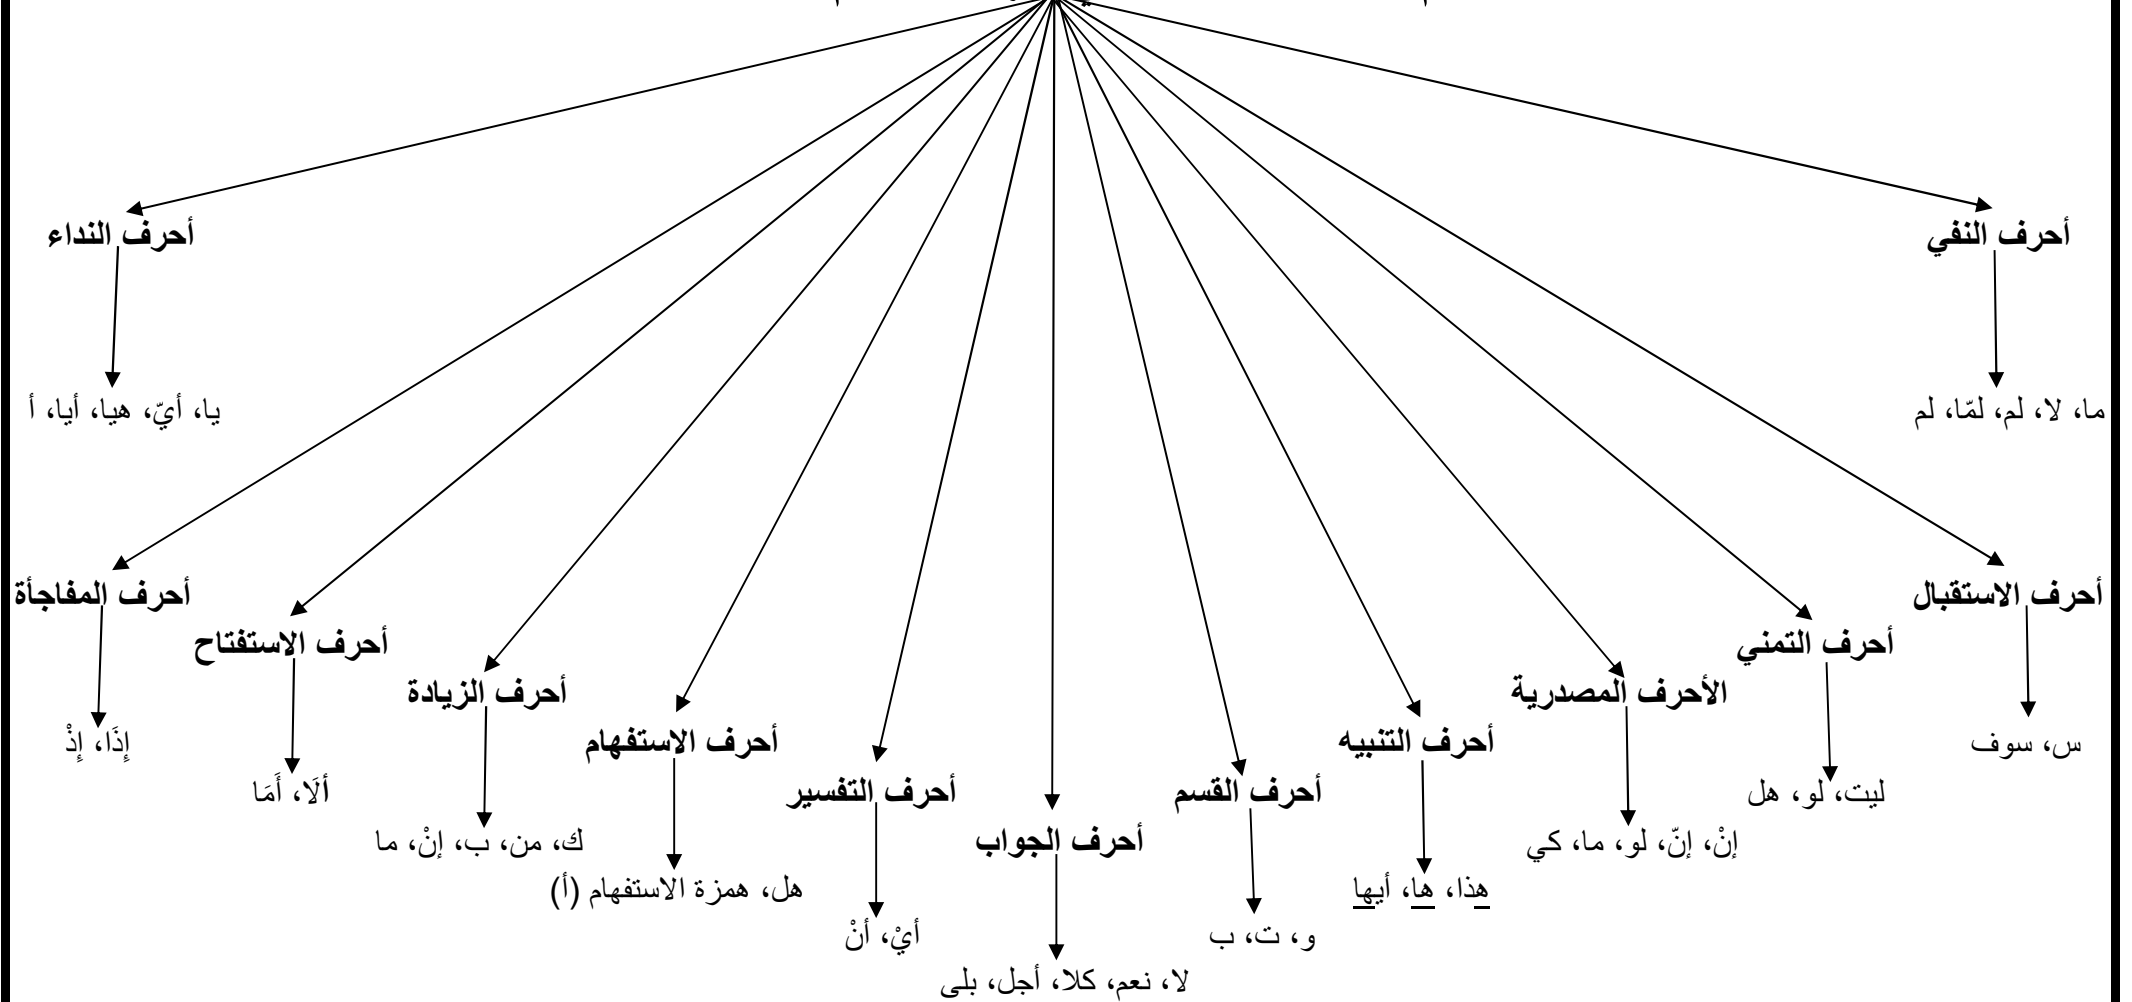 أحرف النفي
أحرف النداء
ما، لا، لم، لمّا، لم
يا، أيّ، هيا، أيا، أ
أحرف الاستقبال
أحرف المفاجأة
أحرف التمني
أحرف الاستفتاح
الأحرف المصدرية
أحرف الزيادة
أحرف التنبيه
أحرف الاستفهام
س، سوف
إِذَا، إِذْ
أحرف القسم
أحرف التفسير
ليت، لو، هل
ألَا، أَمَا
أحرف الجواب
إنْ، إنّ، لو، ما، كي
ك، من، ب، إنْ، ما
هذا، ها، أيها
هل، همزة الاستفهام (أ)
و، ت، ب
أيْ، أنْ
لا، نعم، كلا، أجل، بلى